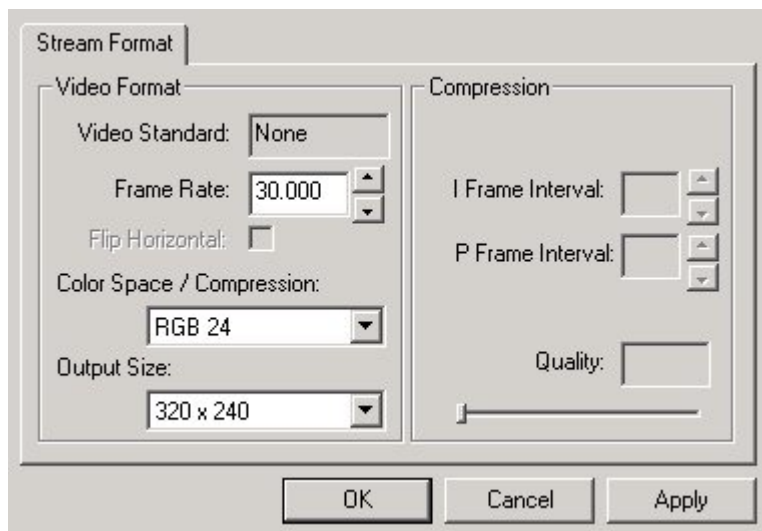 Stream Format
Video Format
Video Standard: None
Frame Rate: 30.000
Flip Horizontal:
Color Space / Compression:
RGB 24
Output Size:
320 x 240
Compression
I Frame Interval:
P Frame Interval:
Quality:
OK Cancel Apply